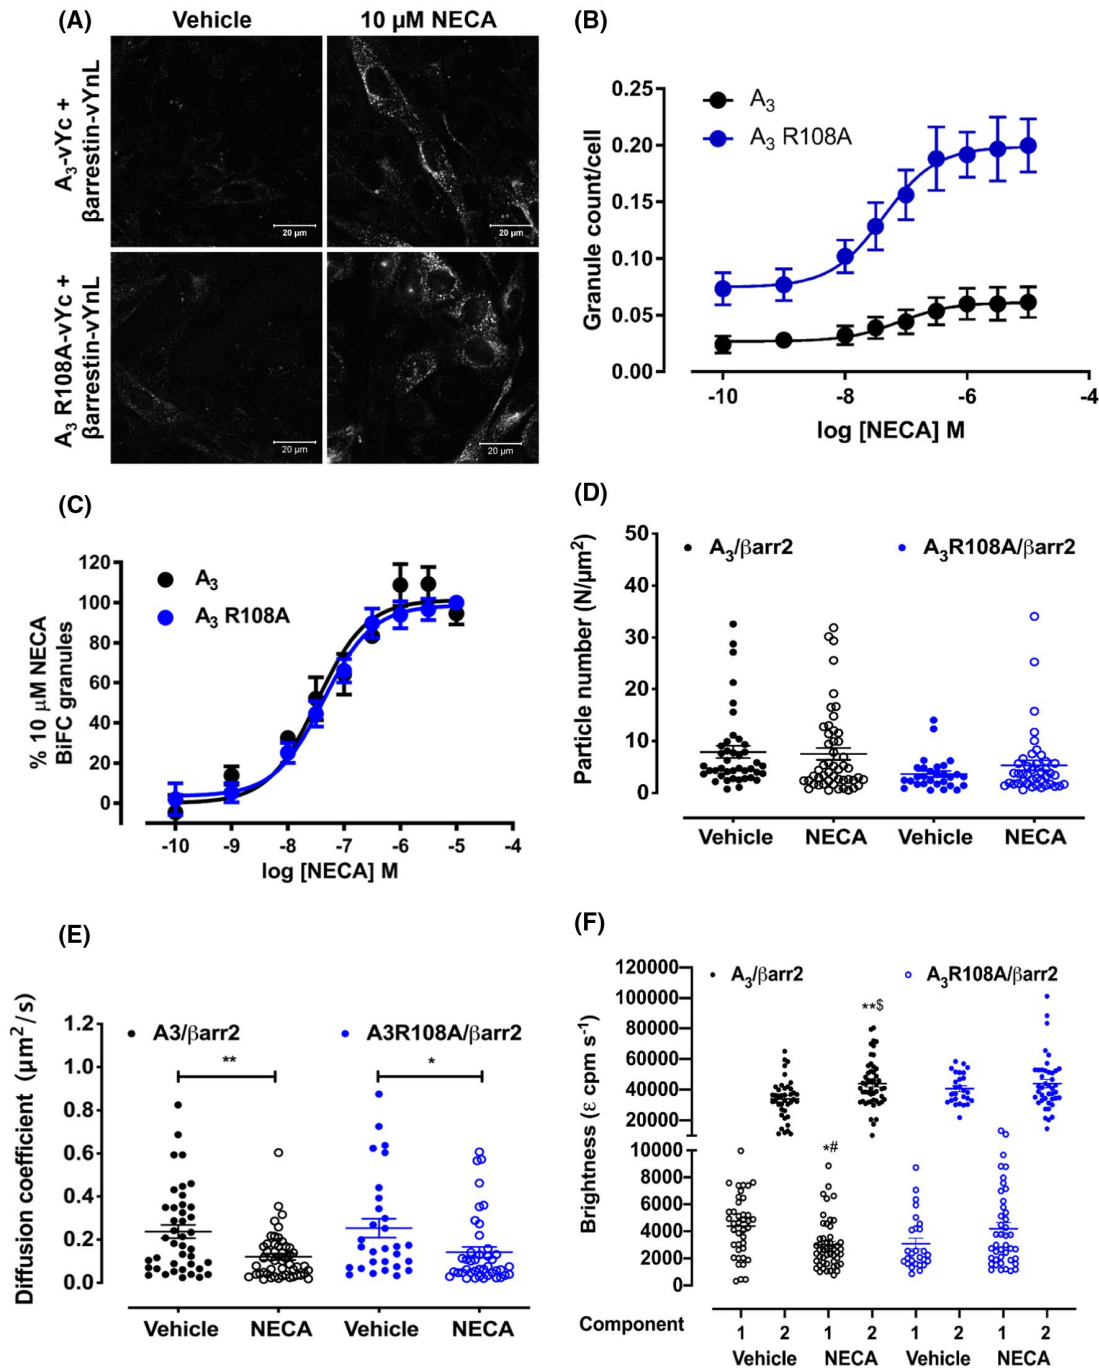 (A)
Vehicle
10 µM NECA
A3-vYc +
βarrestin-vYnL
20 µm
20 µm
A3 R108A-vYc +
βarrestin-vYnL
20 µm
20 µm
(B)
A3
A3 R108A
Granule count/cell
0.25
0.20
0.15
0.10
0.05
0.00
-10
-8
-6
-4
log [NECA] M
(C)
A3
A3 R108A
% 10 µM NECA
BiFC granules
120
100
80
60
40
20
0
-10
-9
-8
-7
-6
-5
-4
log [NECA] M
(D)
A3/βarr2
A3R108A/βarr2
Particle number (N/µm²)
50
40
30
20
10
0
Vehicle
NECA
Vehicle
NECA
(E)
A3/βarr2
A3R108A/βarr2
**
*
Diffusion coefficient (µm²/s)
1.2
1.0
0.8
0.6
0.4
0.2
0.0
Vehicle
NECA
Vehicle
NECA
(F)
A3/βarr2
A3R108A/βarr2
**$
*#
Brightness (ε cpm s-1)
120000
100000
80000
60000
40000
20000
10000
8000
6000
4000
2000
0
Component
1 2 1 2 1 2 1 2
Vehicle NECA Vehicle NECA